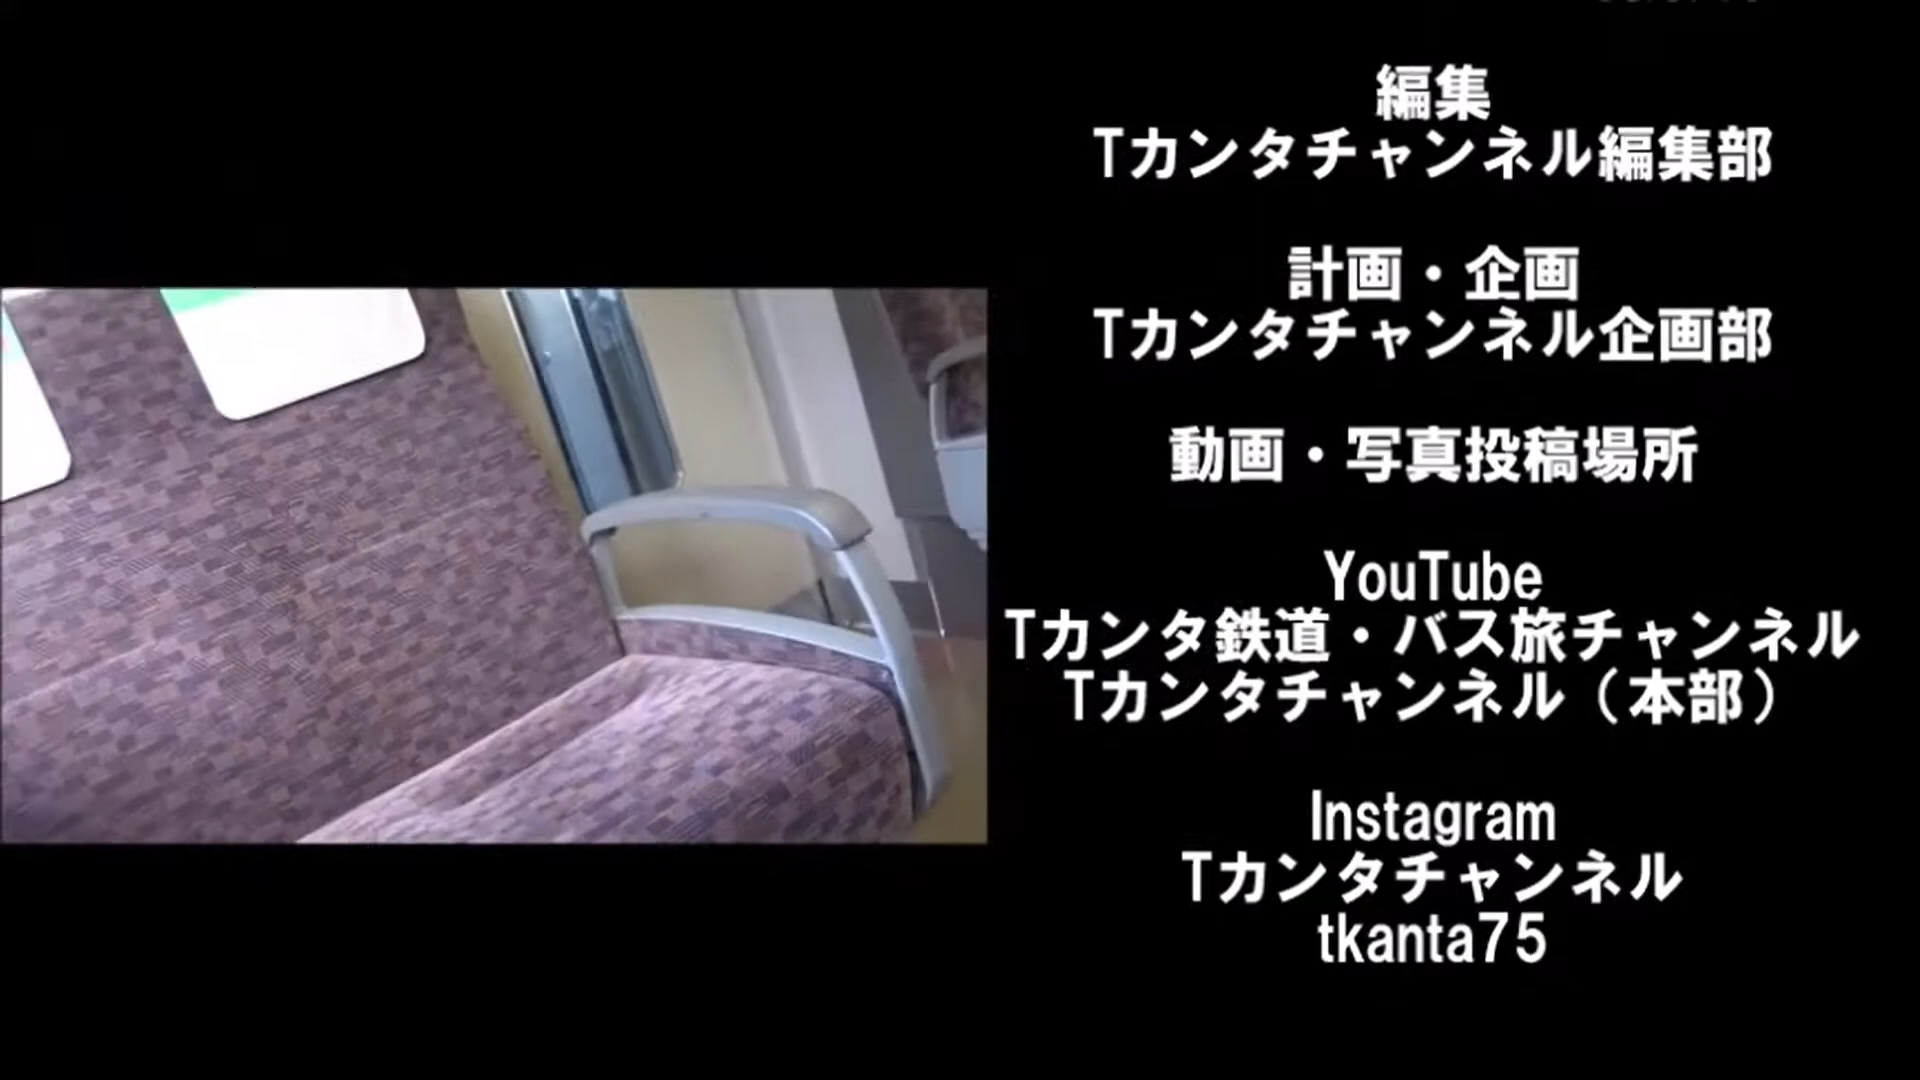 編集
Tカンタチャンネル編集部
計画・企画
Tカンタチャンネル企画部
動画・写真投稿場所
YouTube
Tカンタ鉄道・バス旅チャンネル
Tカンタチャンネル（本部）
Instagram
Tカンタチャンネル
tkanta75